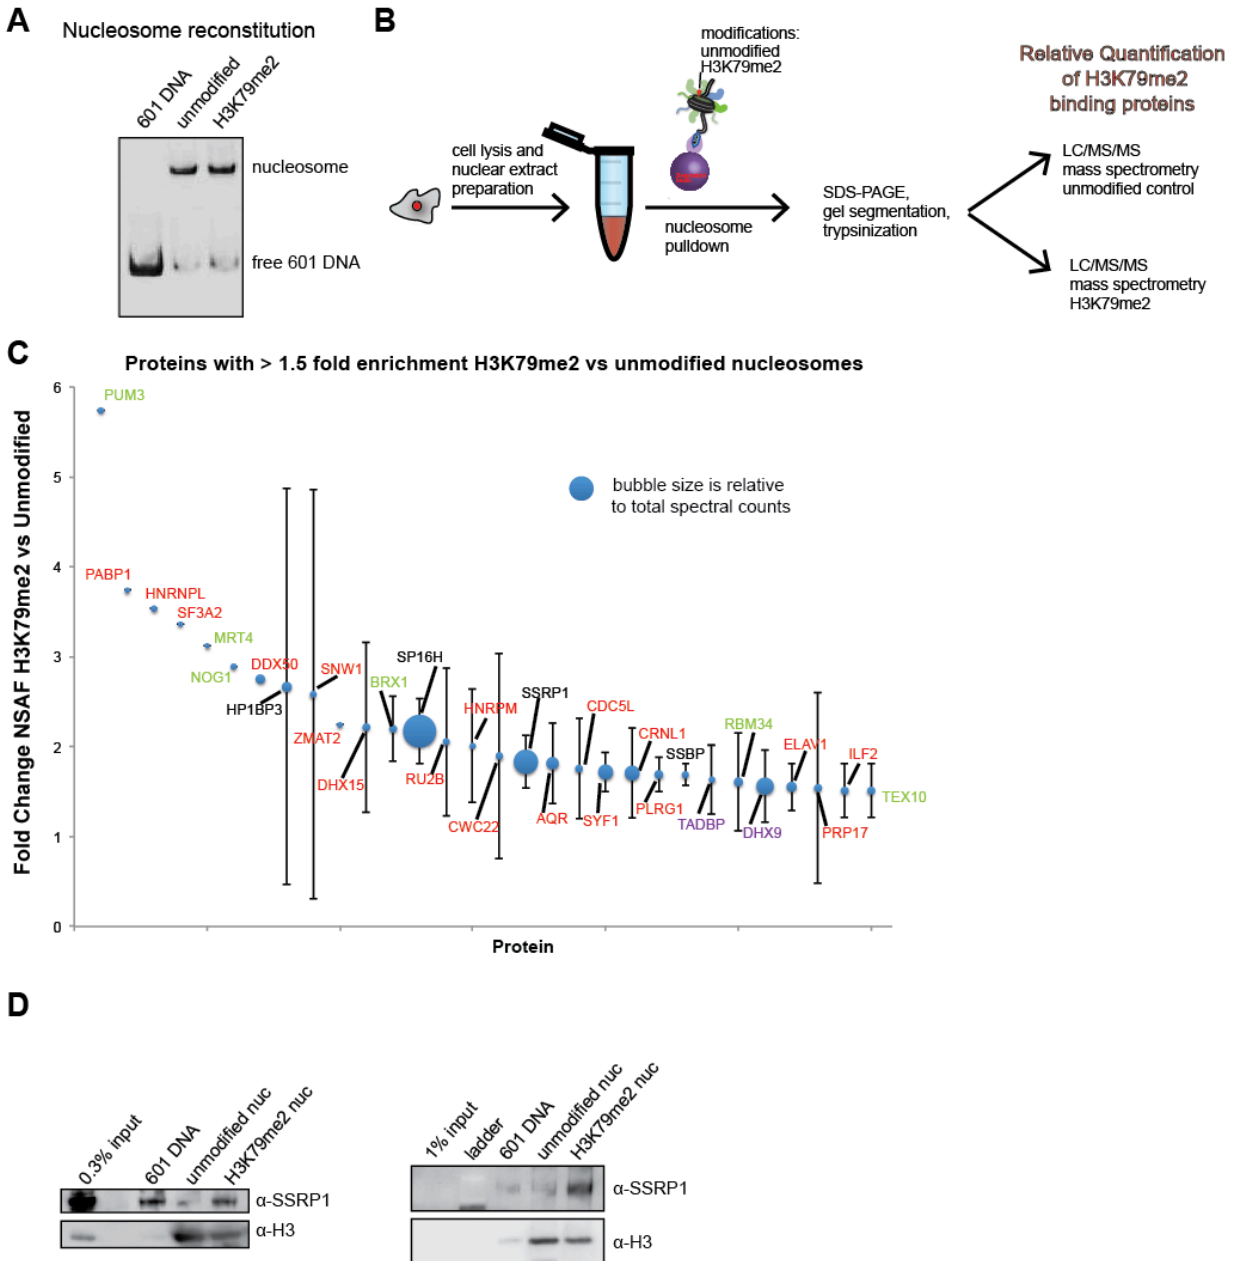 A
Nucleosome reconstitution
601 DNA
unmodified
H3K79me2
nucleosome
free 601 DNA
B
cell lysis and
nuclear extract
preparation
modifications:
unmodified
H3K79me2
nucleosome
pulldown
SDS-PAGE,
gel segmentation,
trypsinization
Relative Quantification
of H3K79me2
binding proteins
LC/MS/MS
mass spectrometry
unmodified control
LC/MS/MS
mass spectrometry
H3K79me2
C
Proteins with > 1.5 fold enrichment H3K79me2 vs unmodified nucleosomes
Fold Change NSAF H3K79me2 vs Unmodified
6
5
4
3
2
1
0
bubble size is relative
to total spectral counts
PUM3
PABP1
HNRNPL
SF3A2
MRT4
NOG1
DDX50
HP1BP3
SNW1
ZMAT2
DHX15
BRX1
SP16H
RU2B
HNRPM
CWC22
SSRP1
AQR
CDC5L
SYF1
CRNL1
PLRG1
SSBP
TADBP
RBM34
DHX9
ELAV1
PRP17
ILF2
TEX10
Protein
D
0.3% input
601 DNA
unmodified nuc
H3K79me2 nuc
α-SSRP1
α-H3
1% input
ladder
601 DNA
unmodified nuc
H3K79me2 nuc
α-SSRP1
α-H3